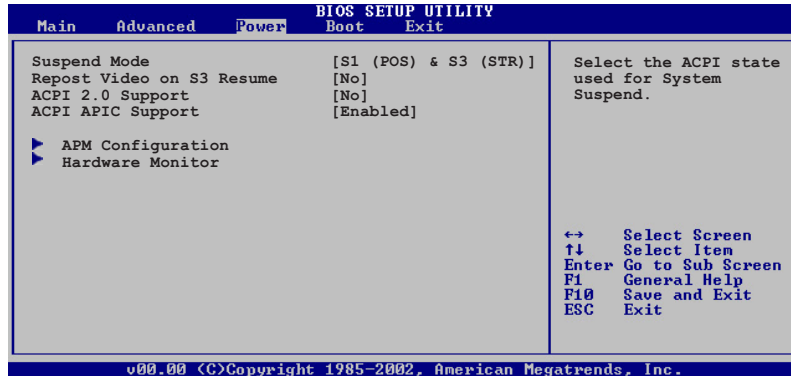 BIOS SETUP UTILITY
Main Advanced Power Boot Exit
Suspend Mode [S1 (POS) & S3 (STR)]
Repost Video on S3 Resume [No]
ACPI 2.0 Support [No]
ACPI APIC Support [Enabled]
APM Configuration
Hardware Monitor
Select the ACPI state
used for System
Suspend.
↔ Select Screen
↑↓ Select Item
Enter Go to Sub Screen
F1 General Help
F10 Save and Exit
ESC Exit
v00.00 (C)Copyright 1985-2002, American Megatrends, Inc.